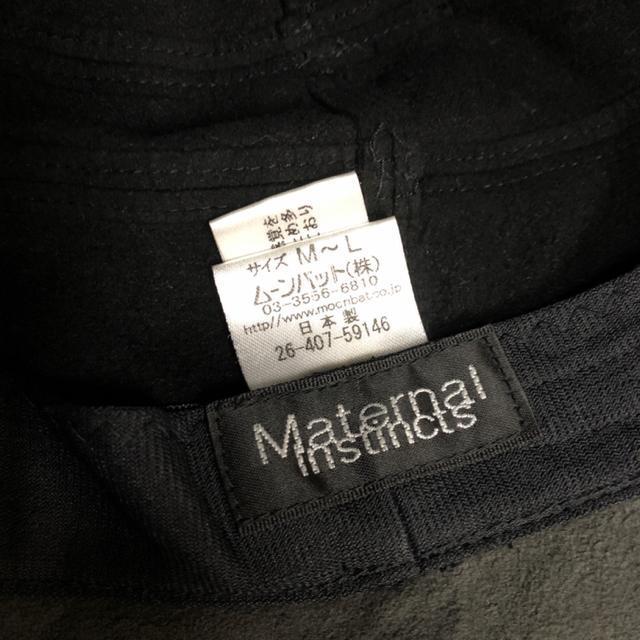 サイズ M～L
ムーンバット(株)
03-3556-6810
http://www.moonbat.co.jp
日本製
26-407-59146
Maternal
Instincts